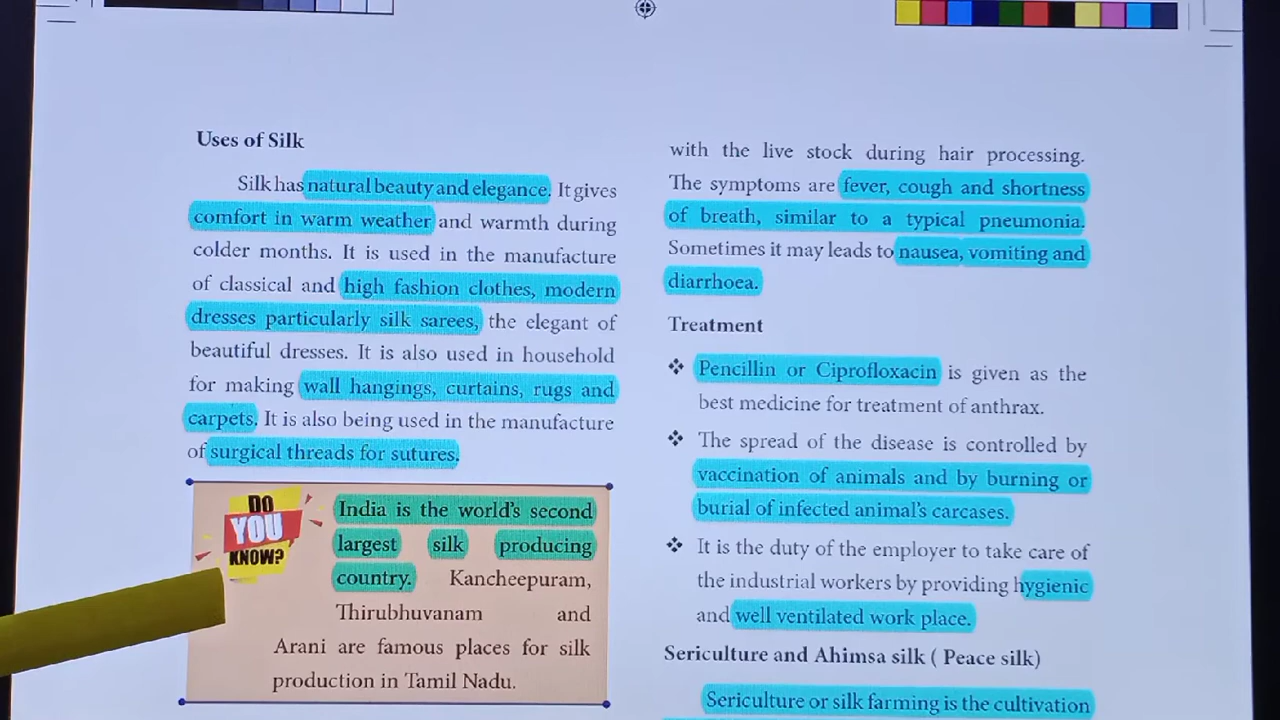 Uses of Silk
Silk has natural beauty and elegance. It gives
comfort in warm weather and warmth during
colder months. It is used in the manufacture
of classical and high fashion clothes, modern
dresses particularly silk sarees, the elegant of
beautiful dresses. It is also used in household
for making wall hangings, curtains, rugs and
carpets. It is also being used in the manufacture
of surgical threads for sutures.
DO
YOU
KNOW?
India is the world's second
largest silk producing
country. Kancheepuram,
Thirubhuvanam and
Arani are famous places for silk
production in Tamil Nadu.
with the live stock during hair processing.
The symptoms are fever, cough and shortness
of breath, similar to a typical pneumonia.
Sometimes it may leads to nausea, vomiting and
diarrhoea.
Treatment
❖ Pencillin or Ciprofloxacin is given as the
best medicine for treatment of anthrax.
❖ The spread of the disease is controlled by
vaccination of animals and by burning or
burial of infected animal's carcases.
❖ It is the duty of the employer to take care of
the industrial workers by providing hygienic
and well ventilated work place.
Sericulture and Ahimsa silk ( Peace silk)
Sericulture or silk farming is the cultivation